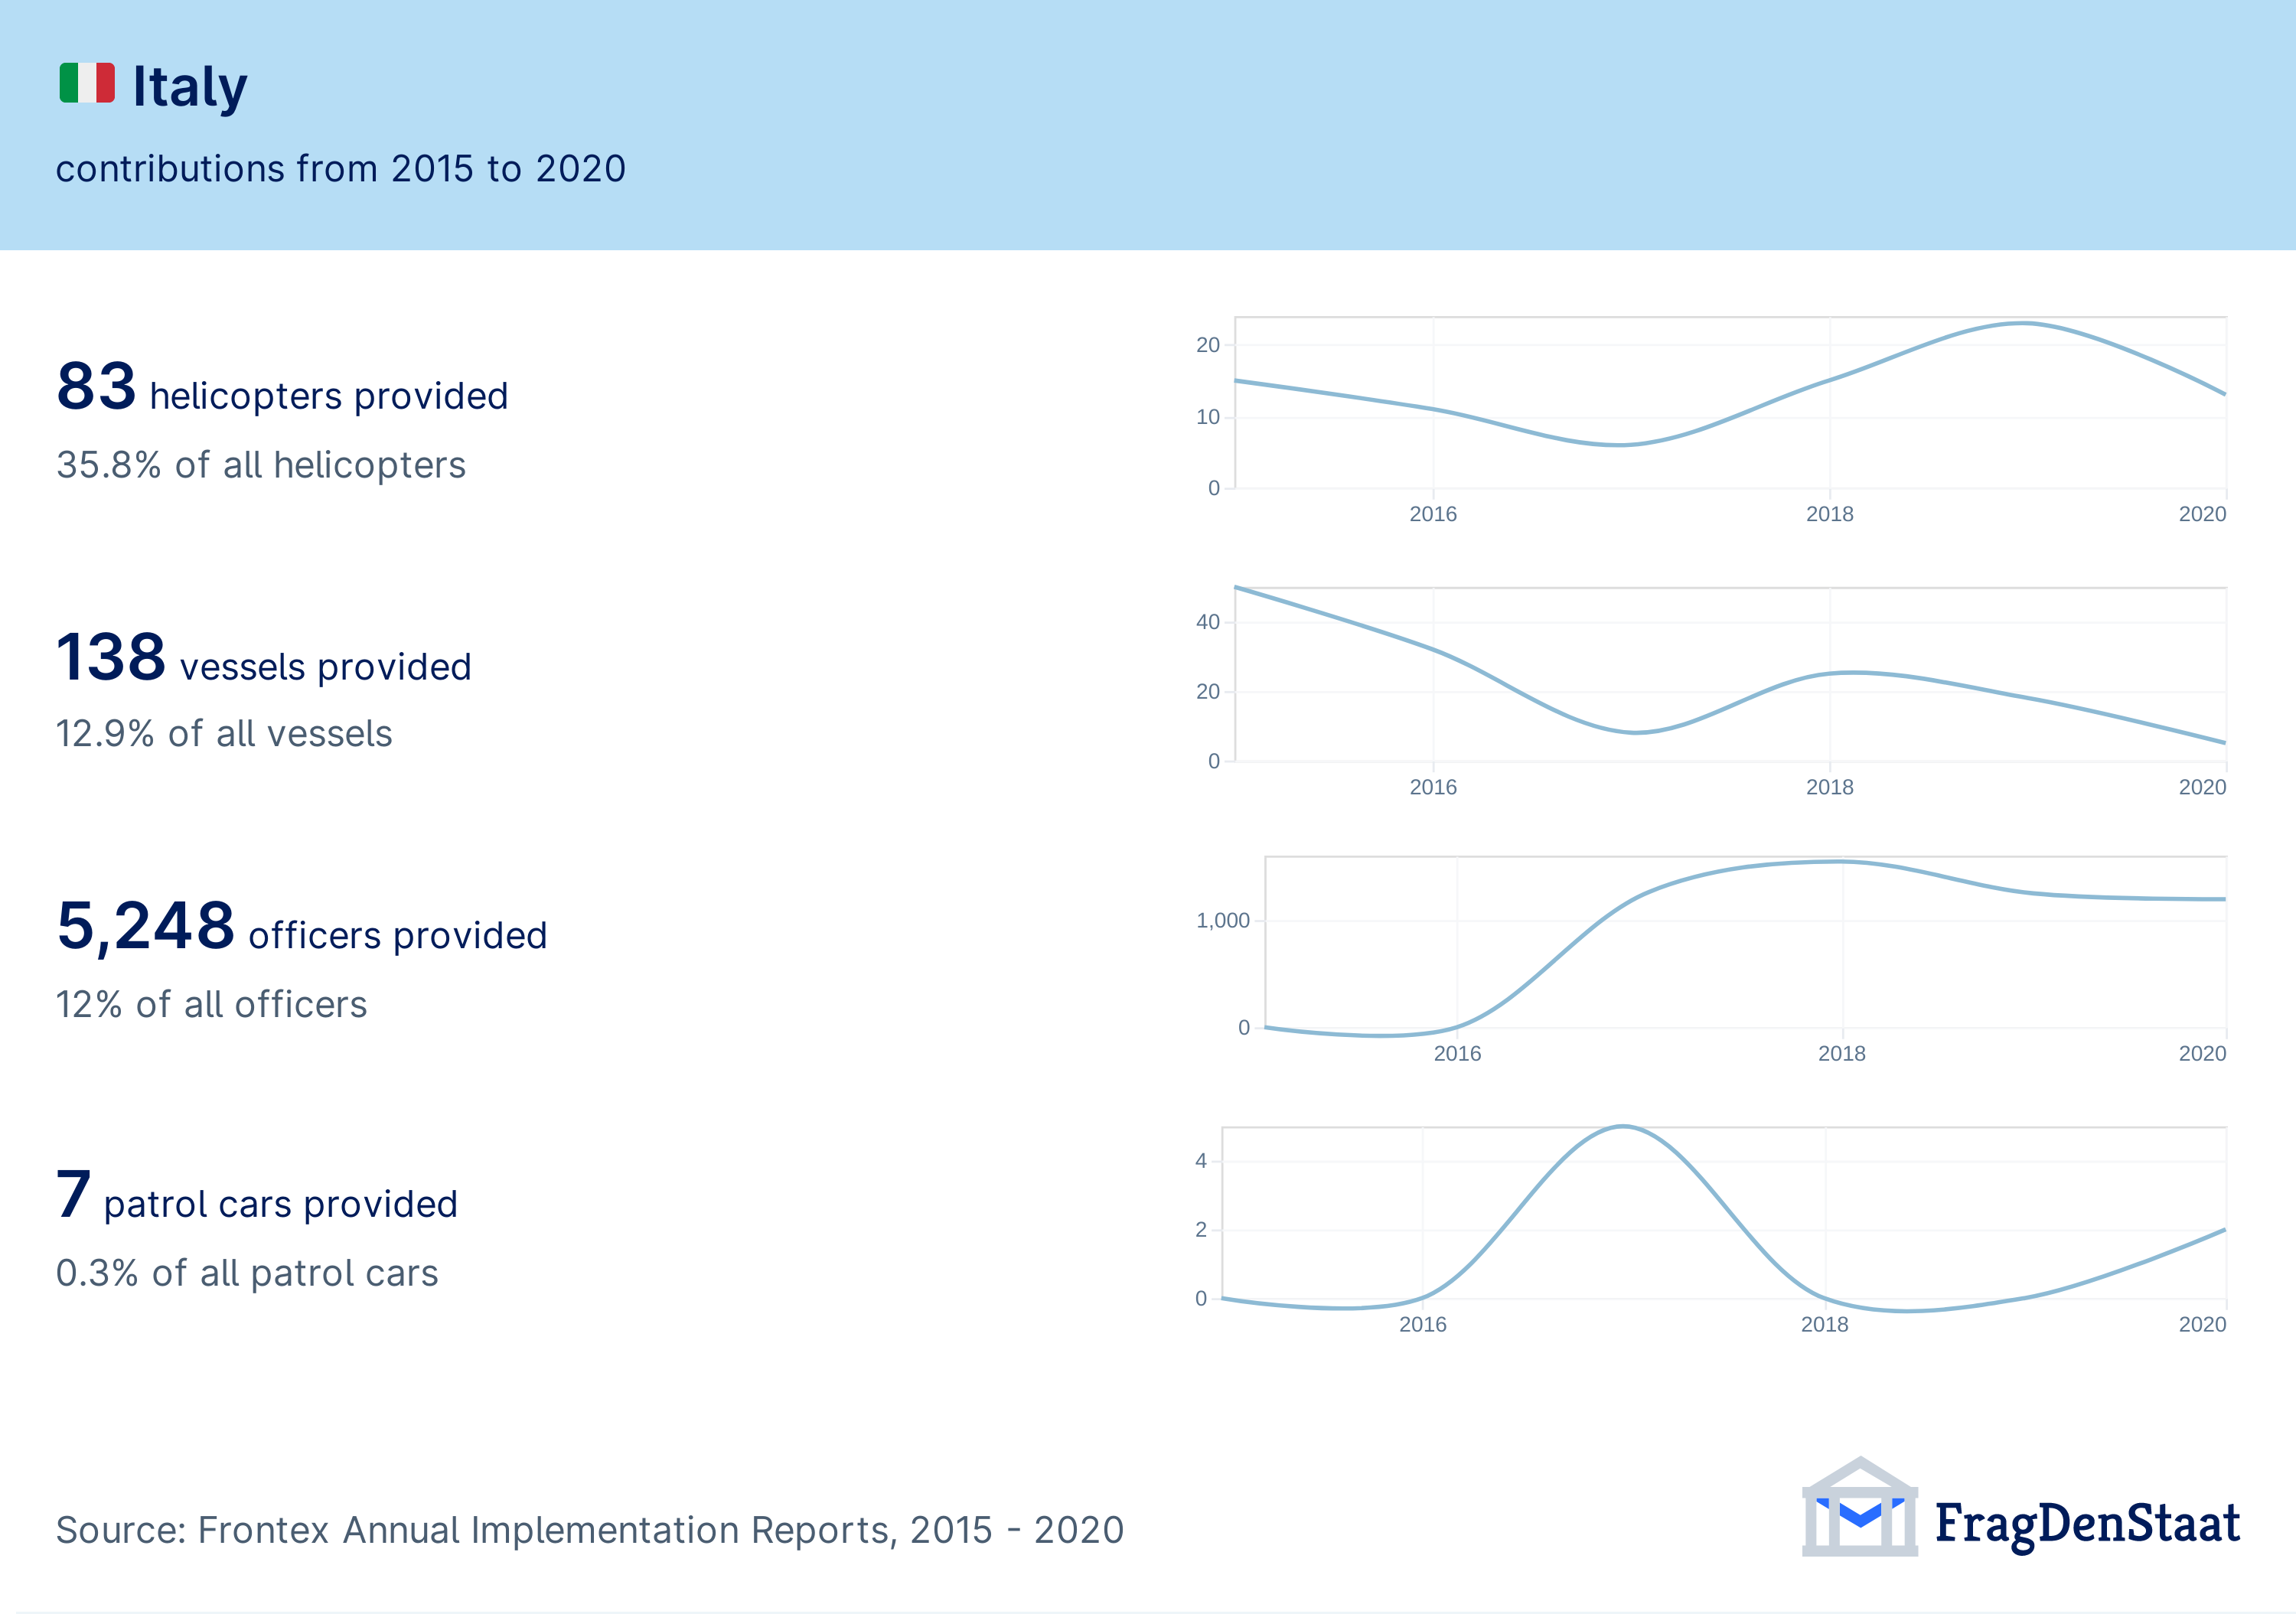 Italy
contributions from 2015 to 2020
83 helicopters provided
35.8% of all helicopters
20
10
0
2016 2018 2020
138 vessels provided
12.9% of all vessels
40
20
0
2016 2018 2020
5,248 officers provided
12% of all officers
1,000
0
2016 2018 2020
7 patrol cars provided
0.3% of all patrol cars
4
2
0
2016 2018 2020
Source: Frontex Annual Implementation Reports, 2015 - 2020
FragDenStaat